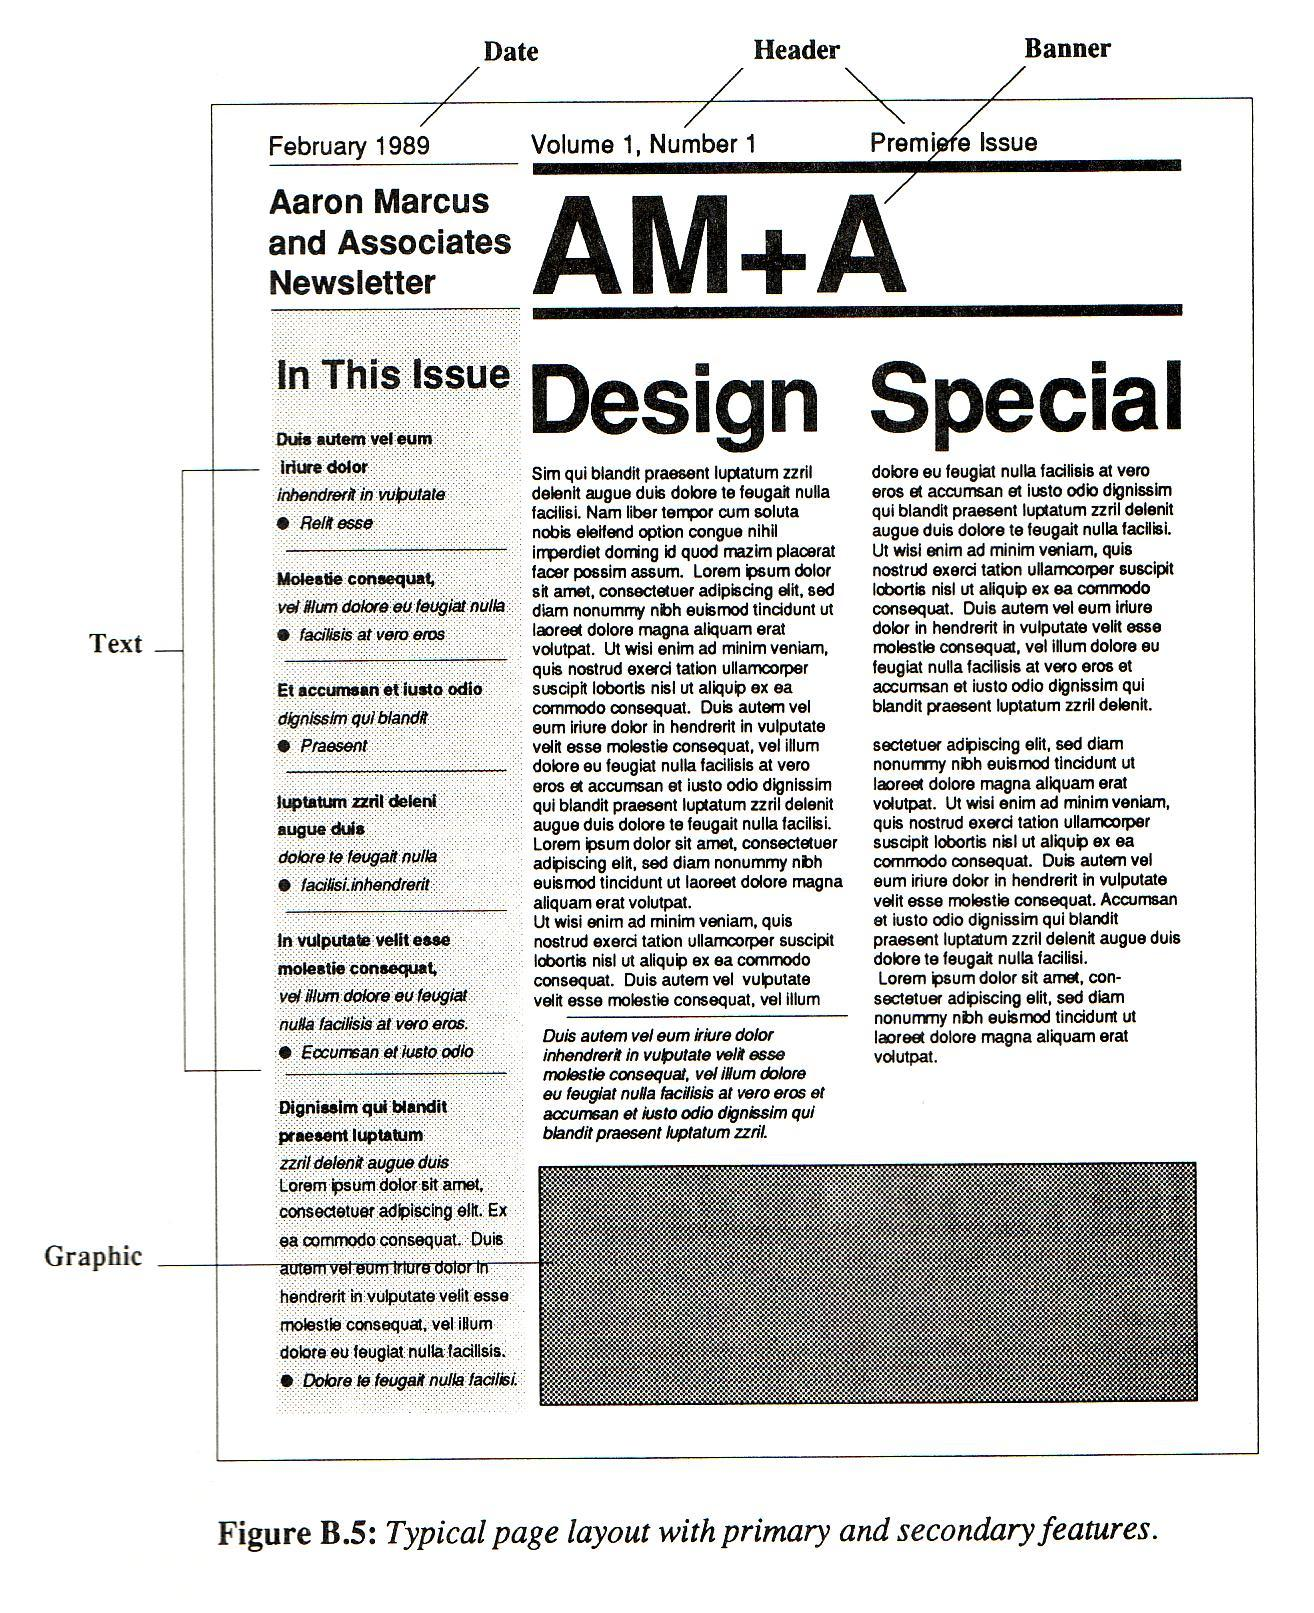 Date
Header
Banner
February 1989
Volume 1, Number 1
Premiere Issue
Aaron Marcus
and Associates
Newsletter
AM+A
In This Issue
Duis autem vel eum
iriure dolor
inhendrerit in vulputate
● Relit esse
Molestie consequat,
vel illum dolore eu feugiat nulla
● facilisis at vero eros
Et accumsan et iusto odio
dignissim qui blandit
● Praesent
luptatum zzril deleni
augue duis
dolore te feugait nulla
● facilisi.inhendrerit
In vulputate velit esse
molestie consequat,
vel illum dolore eu feugiat
nulla facilisis at vero eros.
● Eccumsan et iusto odio
Dignissim qui blandit
praesent luptatum
zzril delenit augue duis
Lorem ipsum dolor sit amet,
consectetuer adipiscing elit. Ex
ea commodo consequat. Duis
autem vel eum iriure dolor in
hendrerit in vulputate velit esse
molestie consequat, vel illum
dolore eu feugiat nulla facilisis.
● Dolore te feugait nulla facilisi.
Design Special
Sim qui blandit praesent luptatum zzril
delenit augue duis dolore te feugait nulla
facilisi. Nam liber tempor cum soluta
nobis eleifend option congue nihil
imperdiet doming id quod mazim placerat
facer possim assum. Lorem ipsum dolor
sit amet, consectetuer adipiscing elit, sed
diam nonummy nibh euismod tincidunt ut
laoreet dolore magna aliquam erat
volutpat. Ut wisi enim ad minim veniam,
quis nostrud exerci tation ullamcorper
suscipit lobortis nisl ut aliquip ex ea
commodo consequat. Duis autem vel
eum iriure dolor in hendrerit in vulputate
velit esse molestie consequat, vel illum
dolore eu feugiat nulla facilisis at vero
eros et accumsan et iusto odio dignissim
qui blandit praesent luptatum zzril delenit
augue duis dolore te feugait nulla facilisi.
Lorem ipsum dolor sit amet, consectetuer
adipiscing elit, sed diam nonummy nibh
euismod tincidunt ut laoreet dolore magna
aliquam erat volutpat.
Ut wisi enim ad minim veniam, quis
nostrud exerci tation ullamcorper suscipit
lobortis nisl ut aliquip ex ea commodo
consequat. Duis autem vel vulputate
velit esse molestie consequat, vel illum
Duis autem vel eum iriure dolor
inhendrerit in vulputate velit esse
molestie consequat, vel illum dolore
eu feugiat nulla facilisis at vero eros et
accumsan et iusto odio dignissim qui
blandit praesent luptatum zzril.
dolore eu feugiat nulla facilisis at vero
eros et accumsan et iusto odio dignissim
qui blandit praesent luptatum zzril delenit
augue duis dolore te feugait nulla facilisi.
Ut wisi enim ad minim veniam, quis
nostrud exerci tation ullamcorper suscipit
lobortis nisl ut aliquip ex ea commodo
consequat. Duis autem vel eum iriure
dolor in hendrerit in vulputate velit esse
molestie consequat, vel illum dolore eu
feugiat nulla facilisis at vero eros et
accumsan et iusto odio dignissim qui
blandit praesent luptatum zzril delenit.
sectetuer adipiscing elit, sed diam
nonummy nibh euismod tincidunt ut
laoreet dolore magna aliquam erat
volutpat. Ut wisi enim ad minim veniam,
quis nostrud exerci tation ullamcorper
suscipit lobortis nisl ut aliquip ex ea
commodo consequat. Duis autem vel
eum iriure dolor in hendrerit in vulputate
velit esse molestie consequat. Accumsan
et iusto odio dignissim qui blandit
praesent luptatum zzril delenit augue duis
dolore te feugait nulla facilisi.
Lorem ipsum dolor sit amet, con-
sectetuer adipiscing elit, sed diam
nonummy nibh euismod tincidunt ut
laoreet dolore magna aliquam erat
volutpat.
Text
Graphic
Figure B.5: Typical page layout with primary and secondary features.